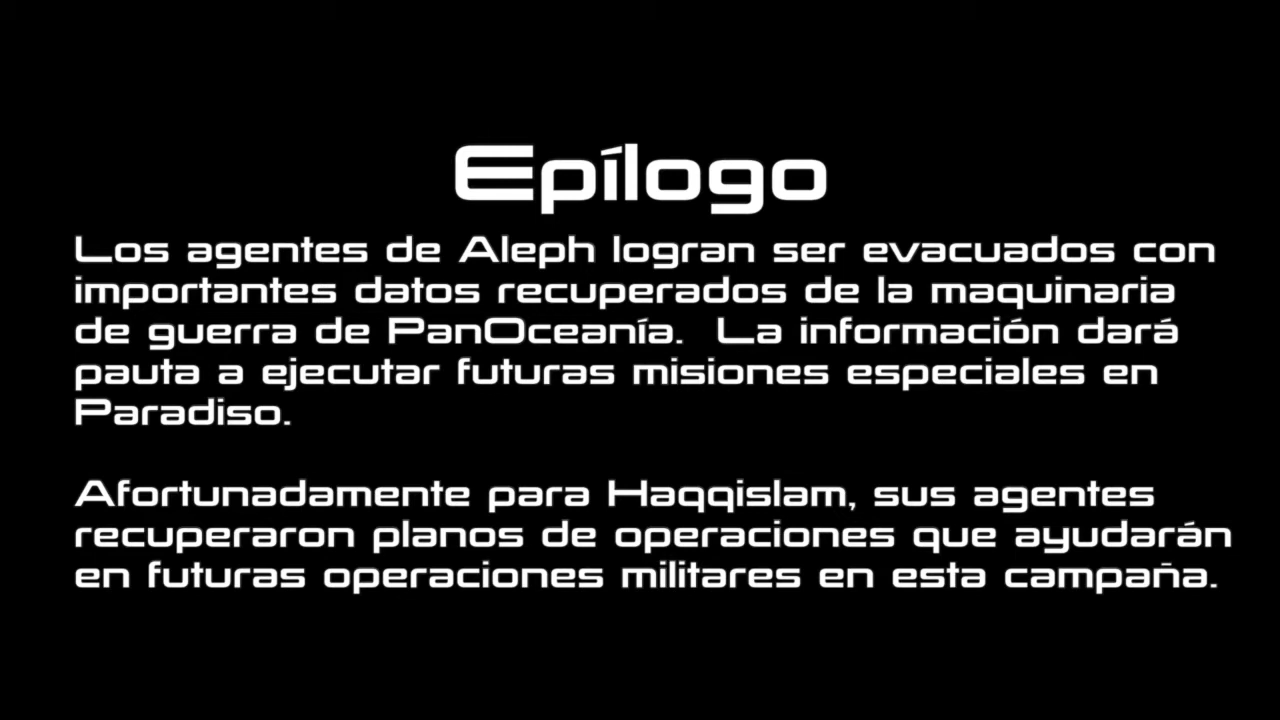 Epílogo
Los agentes de Aleph logran ser evacuados con
importantes datos recuperados de la maquinaria
de guerra de PanOceanía.  La información dará
pauta a ejecutar futuras misiones especiales en
Paradiso.
Afortunadamente para Haqqislam, sus agentes
recuperaron planos de operaciones que ayudarán
en futuras operaciones militares en esta campaña.